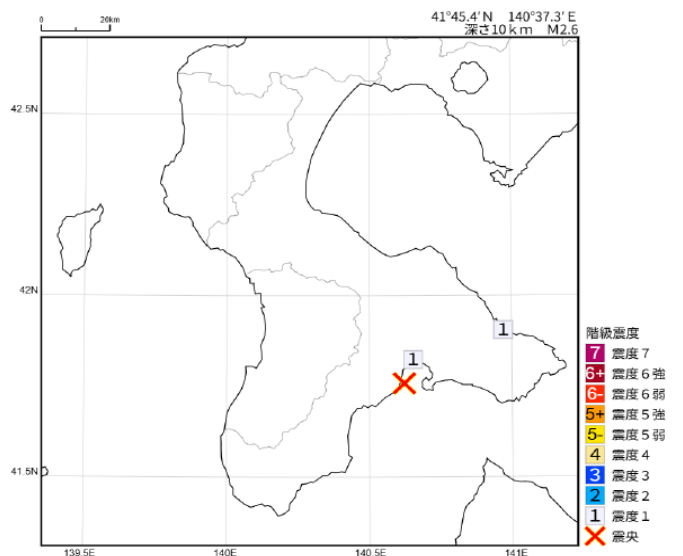 0 20km
41°45.4′N 140°37.3′E
深さ10km M2.6
42.5N
42N
1
1
41.5N
139.5E 140E 140.5E 141E
階級震度
7 震度7
6+ 震度6強
6- 震度6弱
5+ 震度5強
5- 震度5弱
4 震度4
3 震度3
2 震度2
1 震度1
震央